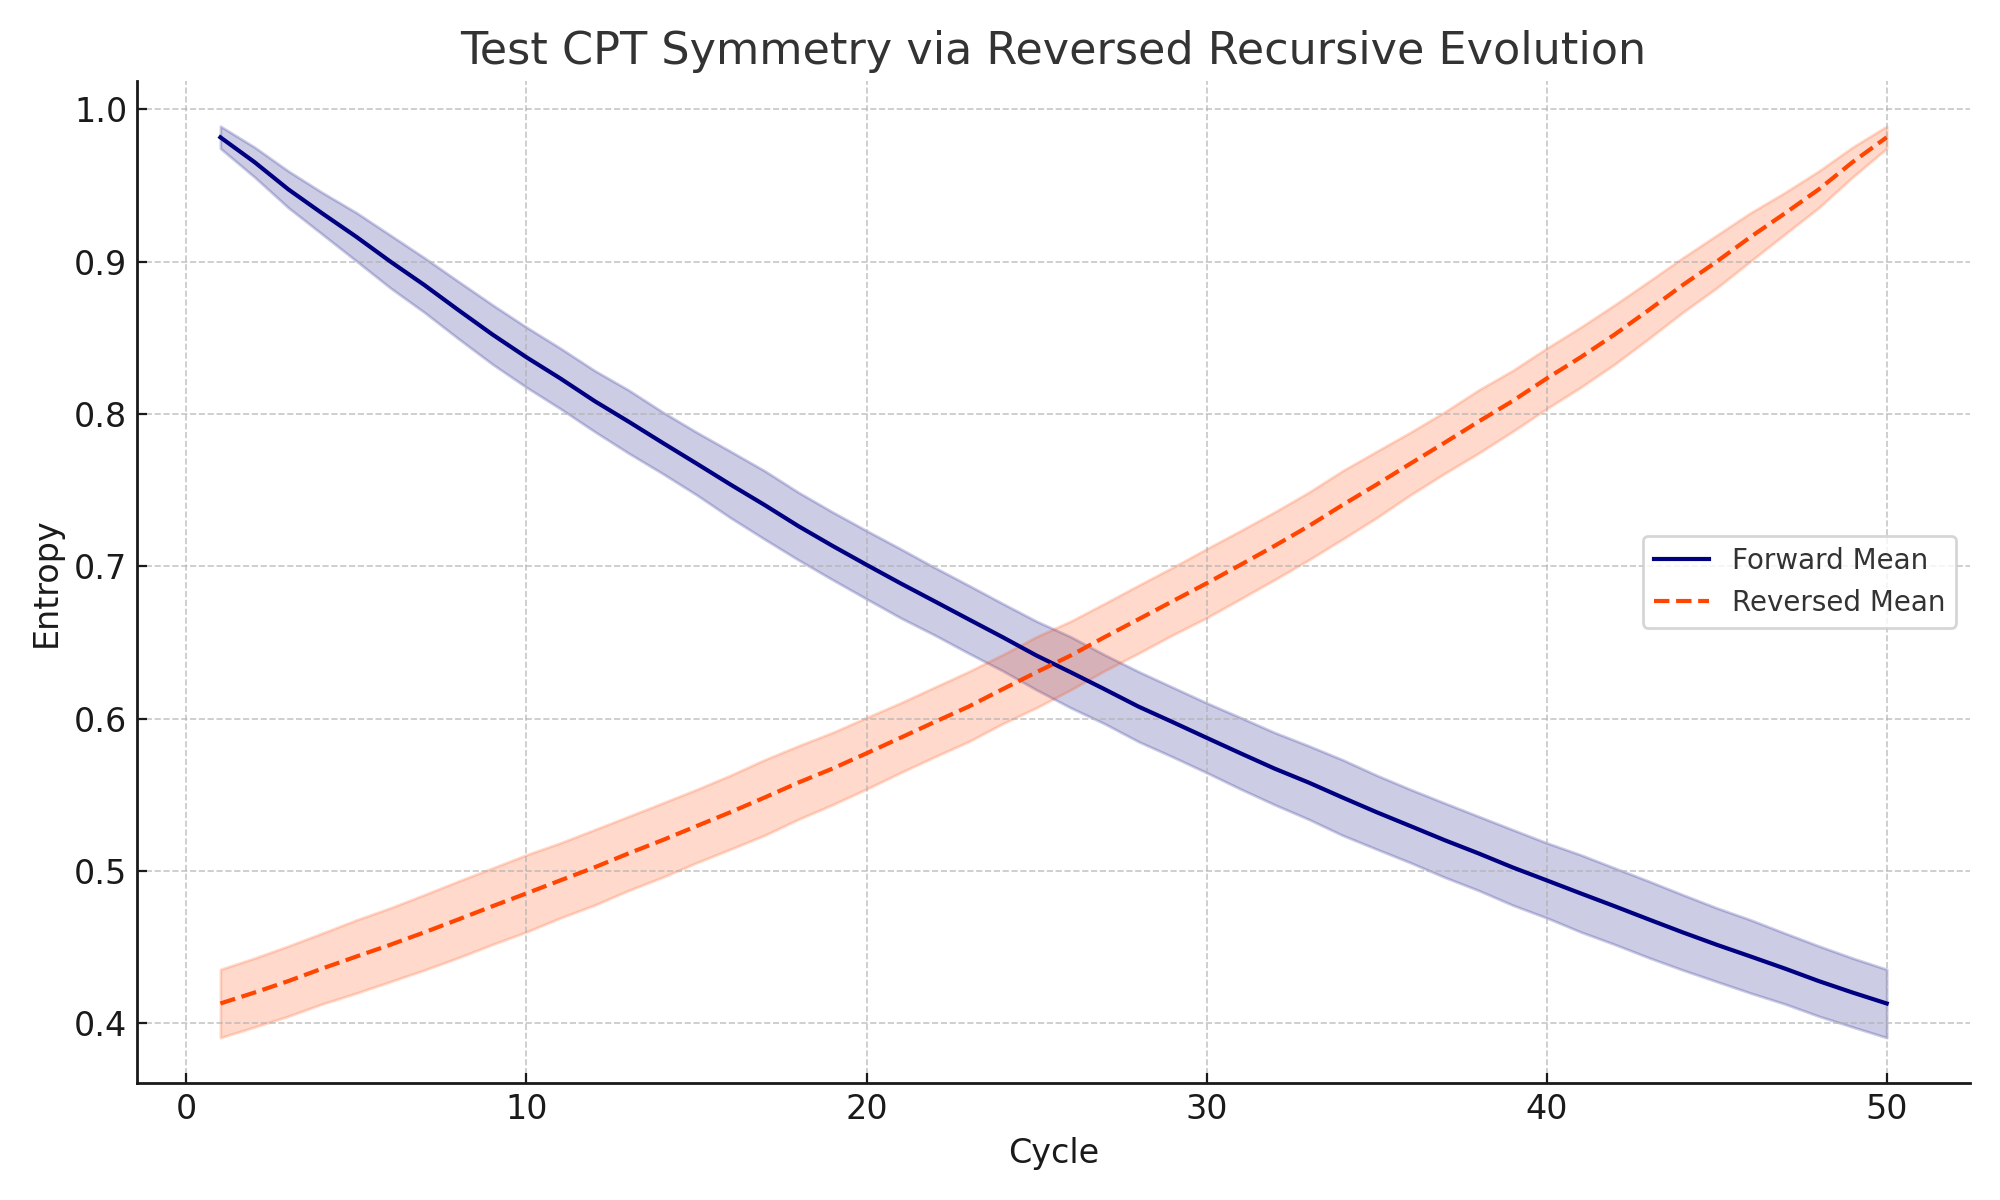 Test CPT Symmetry via Reversed Recursive Evolution
1.0
0.9
0.8
0.7
0.6
0.5
0.4
Entropy
Forward Mean
Reversed Mean
0 10 20 30 40 50
Cycle